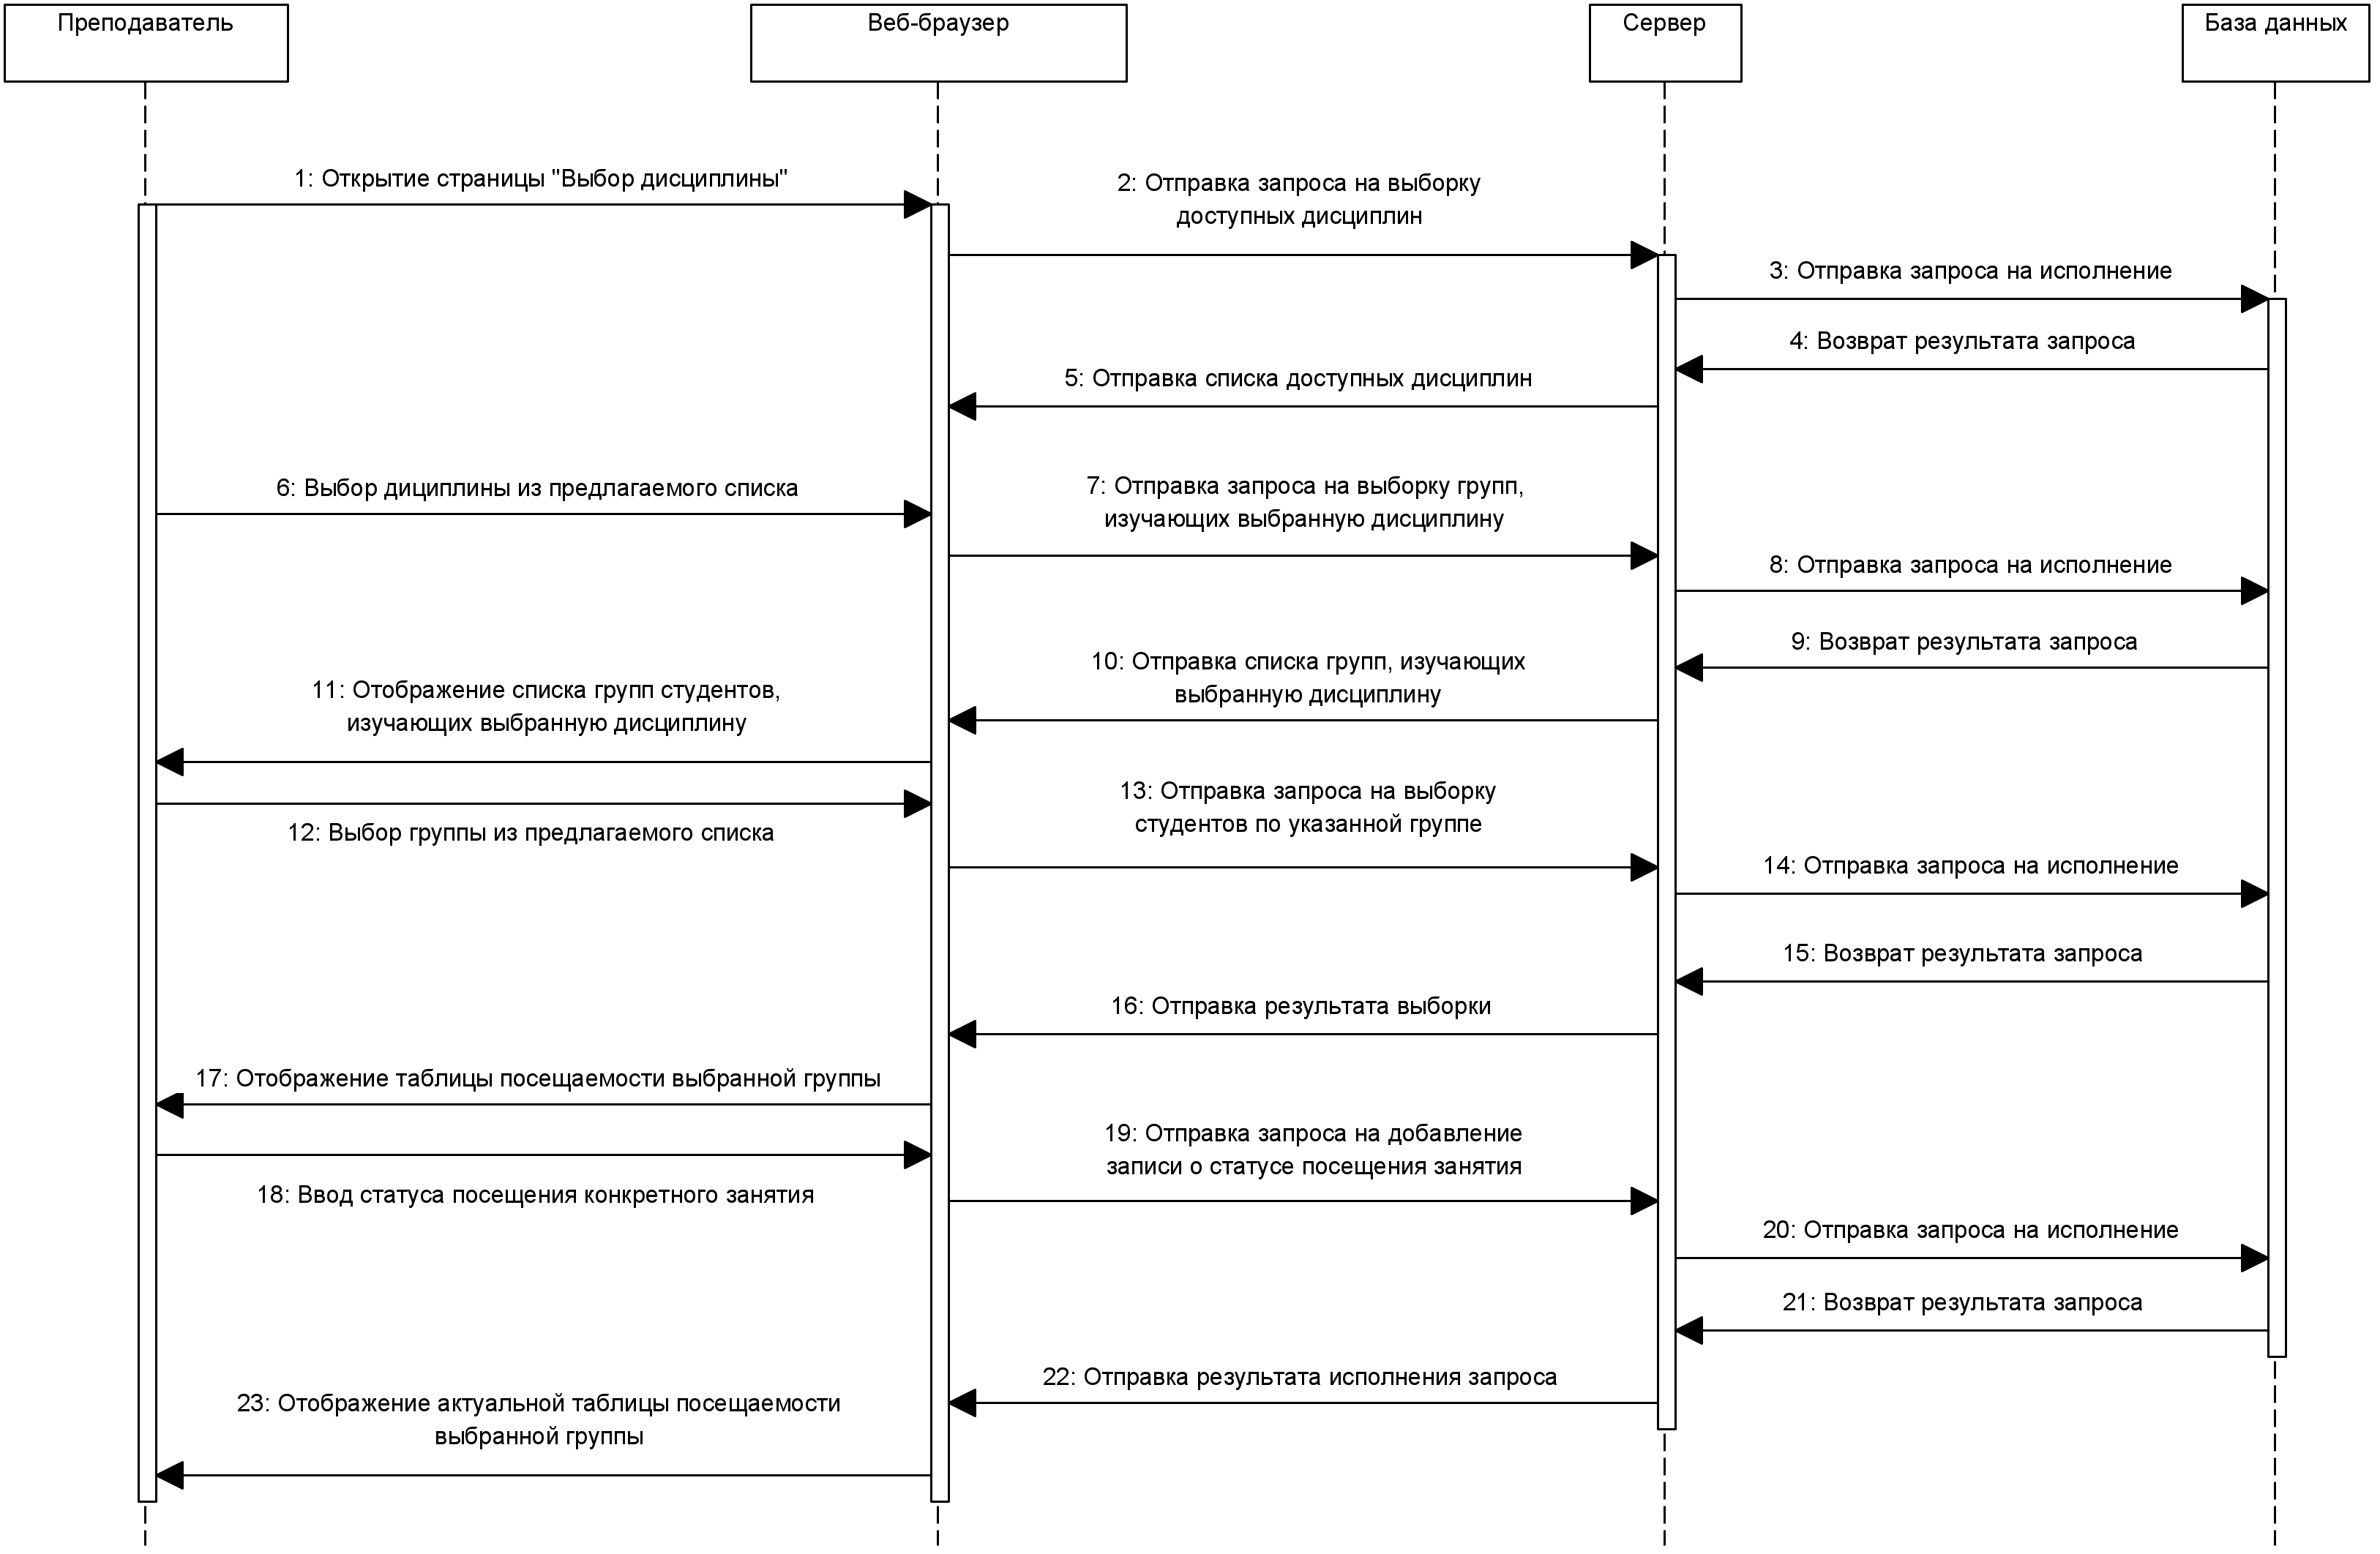 Преподаватель
Веб-браузер
Сервер
База данных
1: Открытие страницы "Выбор дисциплины"
2: Отправка запроса на выборку
доступных дисциплин
3: Отправка запроса на исполнение
4: Возврат результата запроса
5: Отправка списка доступных дисциплин
6: Выбор дициплины из предлагаемого списка
7: Отправка запроса на выборку групп,
изучающих выбранную дисциплину
8: Отправка запроса на исполнение
9: Возврат результата запроса
10: Отправка списка групп, изучающих
выбранную дисциплину
11: Отображение списка групп студентов,
изучающих выбранную дисциплину
12: Выбор группы из предлагаемого списка
13: Отправка запроса на выборку
студентов по указанной группе
14: Отправка запроса на исполнение
15: Возврат результата запроса
16: Отправка результата выборки
17: Отображение таблицы посещаемости выбранной группы
18: Ввод статуса посещения конкретного занятия
19: Отправка запроса на добавление
записи о статусе посещения занятия
20: Отправка запроса на исполнение
21: Возврат результата запроса
22: Отправка результата исполнения запроса
23: Отображение актуальной таблицы посещаемости
выбранной группы